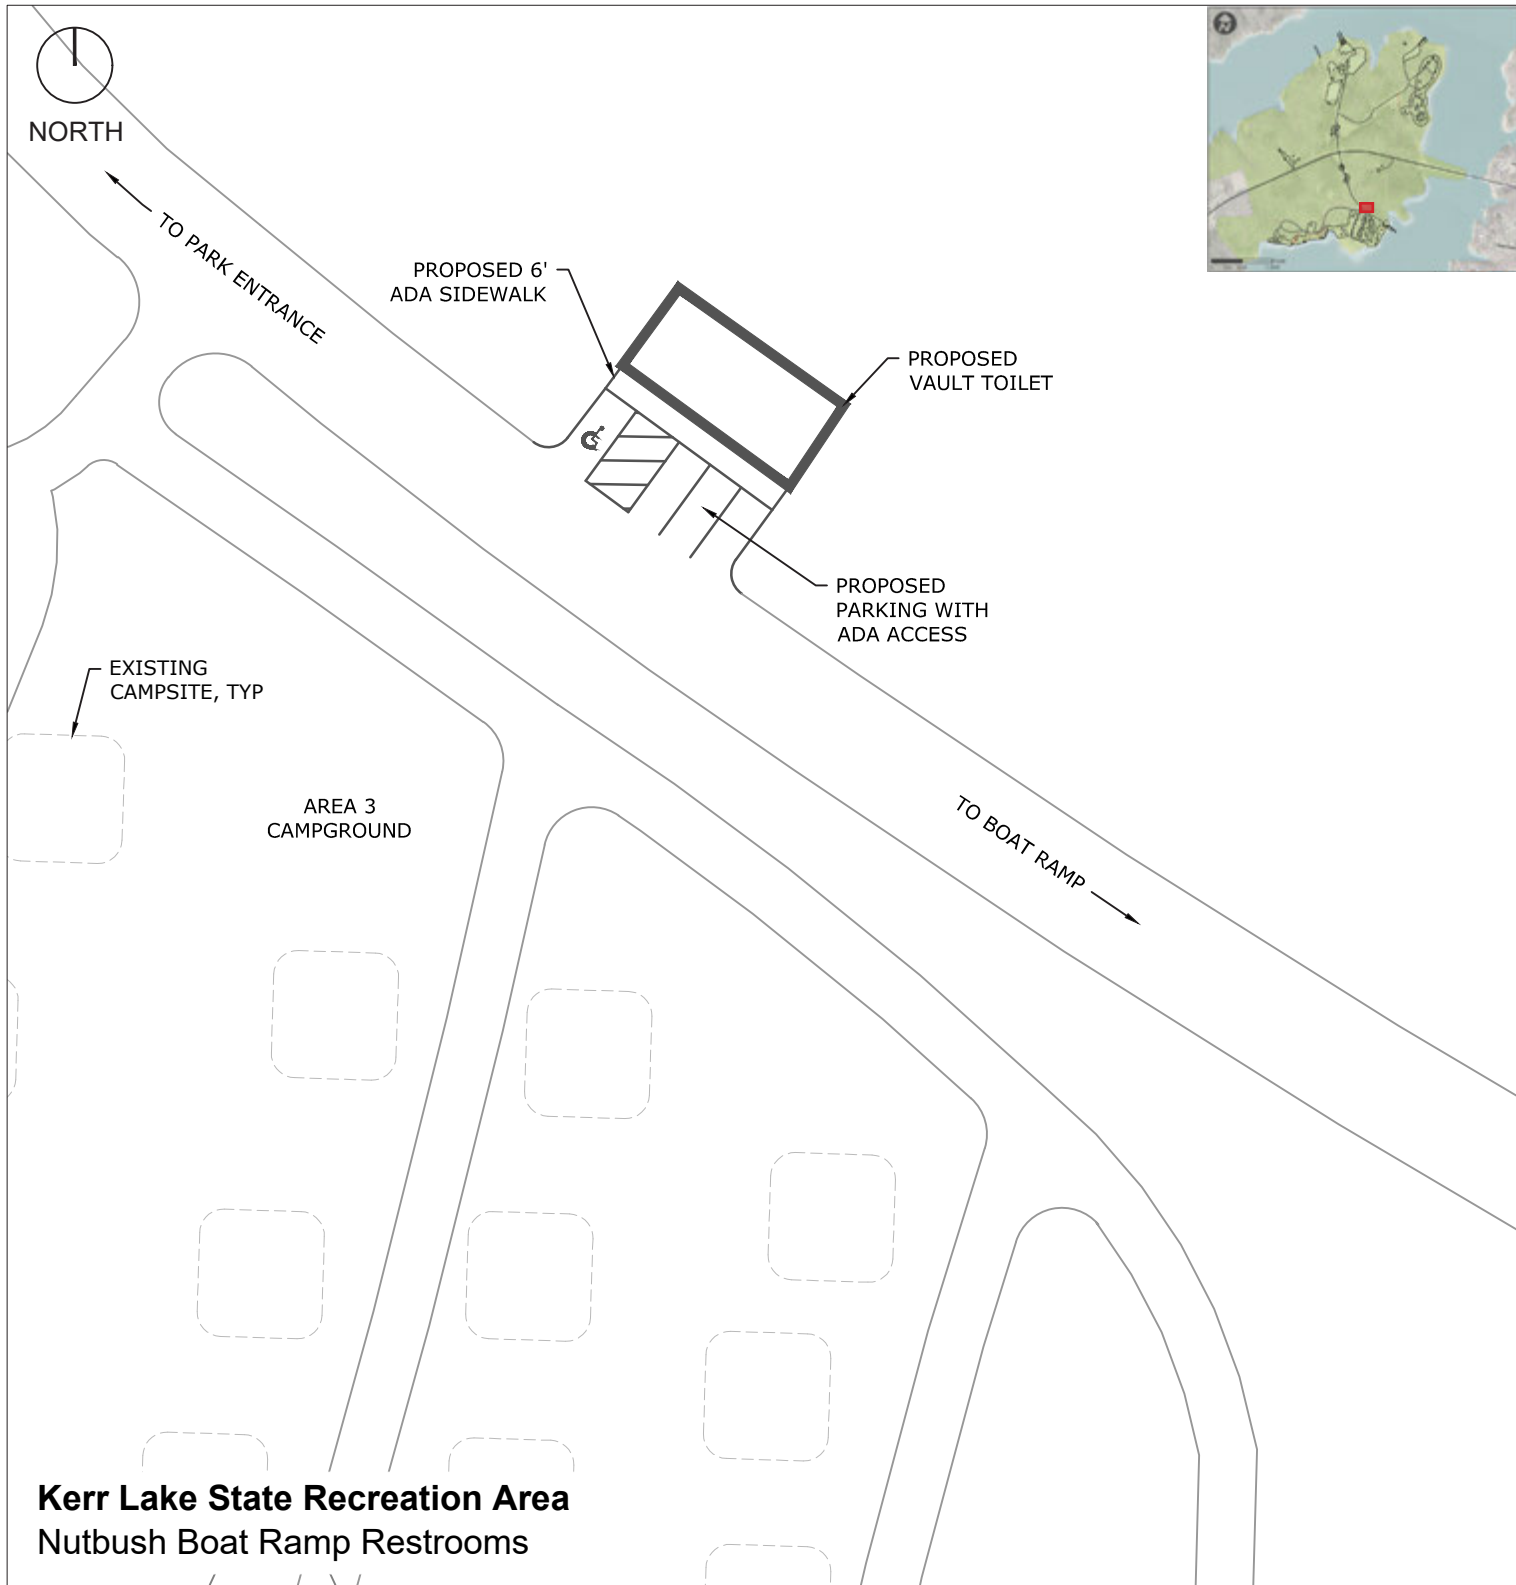 NORTH
TO PARK ENTRANCE
PROPOSED 6'
ADA SIDEWALK
PROPOSED
VAULT TOILET
PROPOSED
PARKING WITH
ADA ACCESS
EXISTING
CAMPSITE, TYP
AREA 3
CAMPGROUND
TO BOAT RAMP
Kerr Lake State Recreation Area
Nutbush Boat Ramp Restrooms